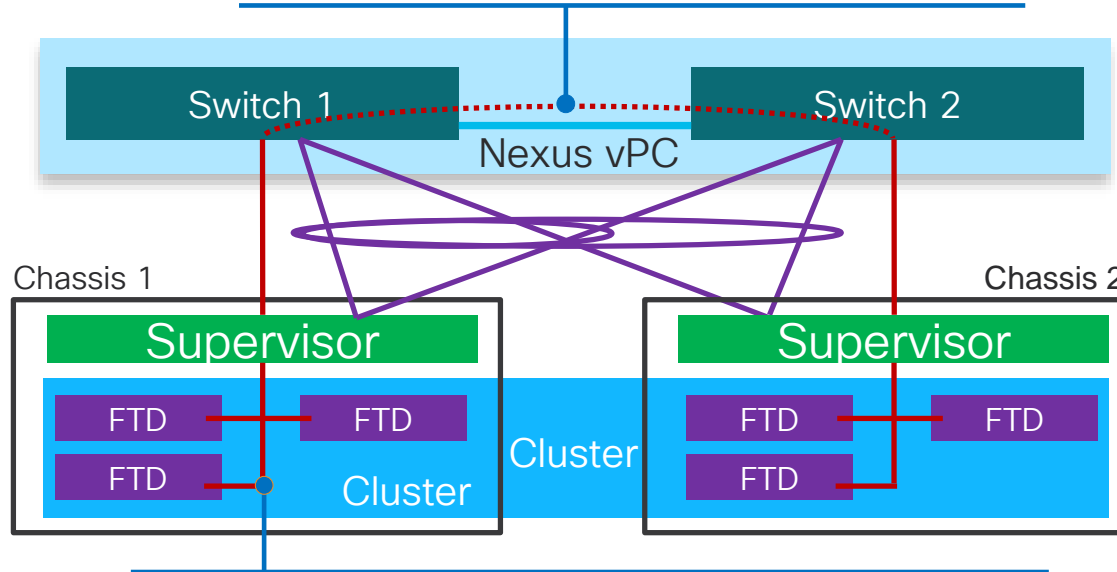 Switch 1
Switch 2
Nexus vPC
Chassis 1
Chassis 2
Supervisor
Supervisor
FTD
FTD
FTD
FTD
Cluster
FTD
FTD
Cluster